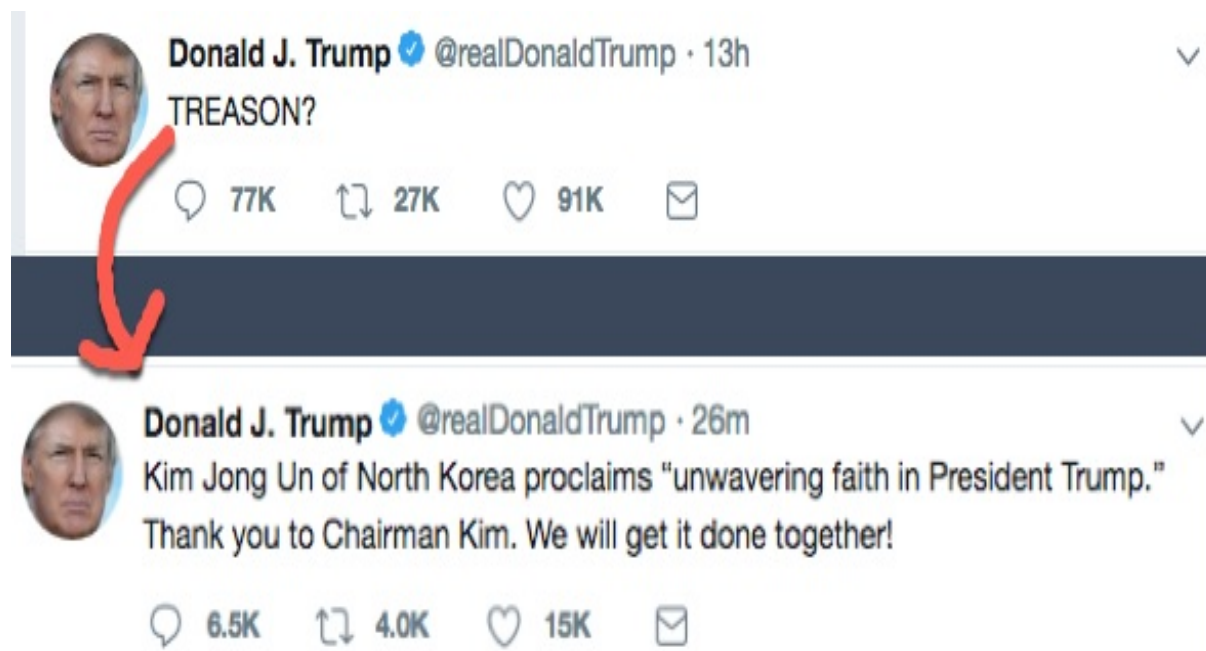 Donald J. Trump @realDonaldTrump · 13h
TREASON?
77K 27K 91K
Donald J. Trump @realDonaldTrump · 26m
Kim Jong Un of North Korea proclaims “unwavering faith in President Trump.”
Thank you to Chairman Kim. We will get it done together!
6.5K 4.0K 15K